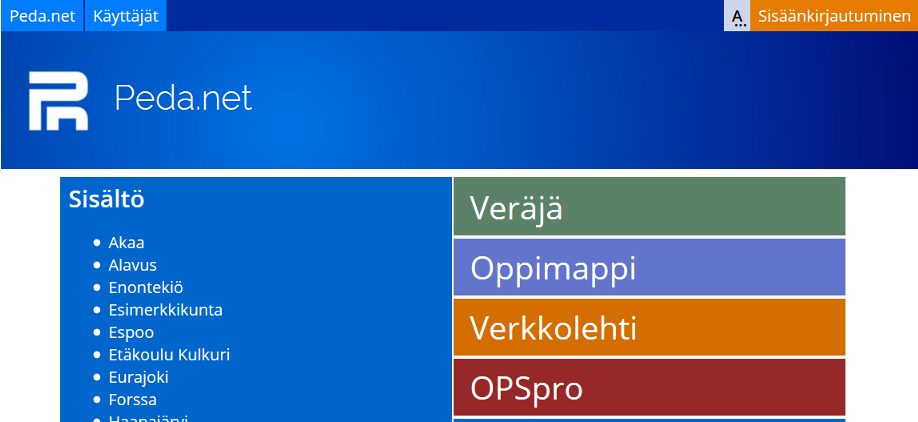 Peda.net Käyttäjät A... Sisäänkirjautuminen
Peda.net
Sisältö
Akaa
Alavus
Enontekiö
Esimerkkikunta
Espoo
Etäkoulu Kulkuri
Eurajoki
Forssa
Haapajärvi
Veräjä
Oppimappi
Verkkolehti
OPSpro